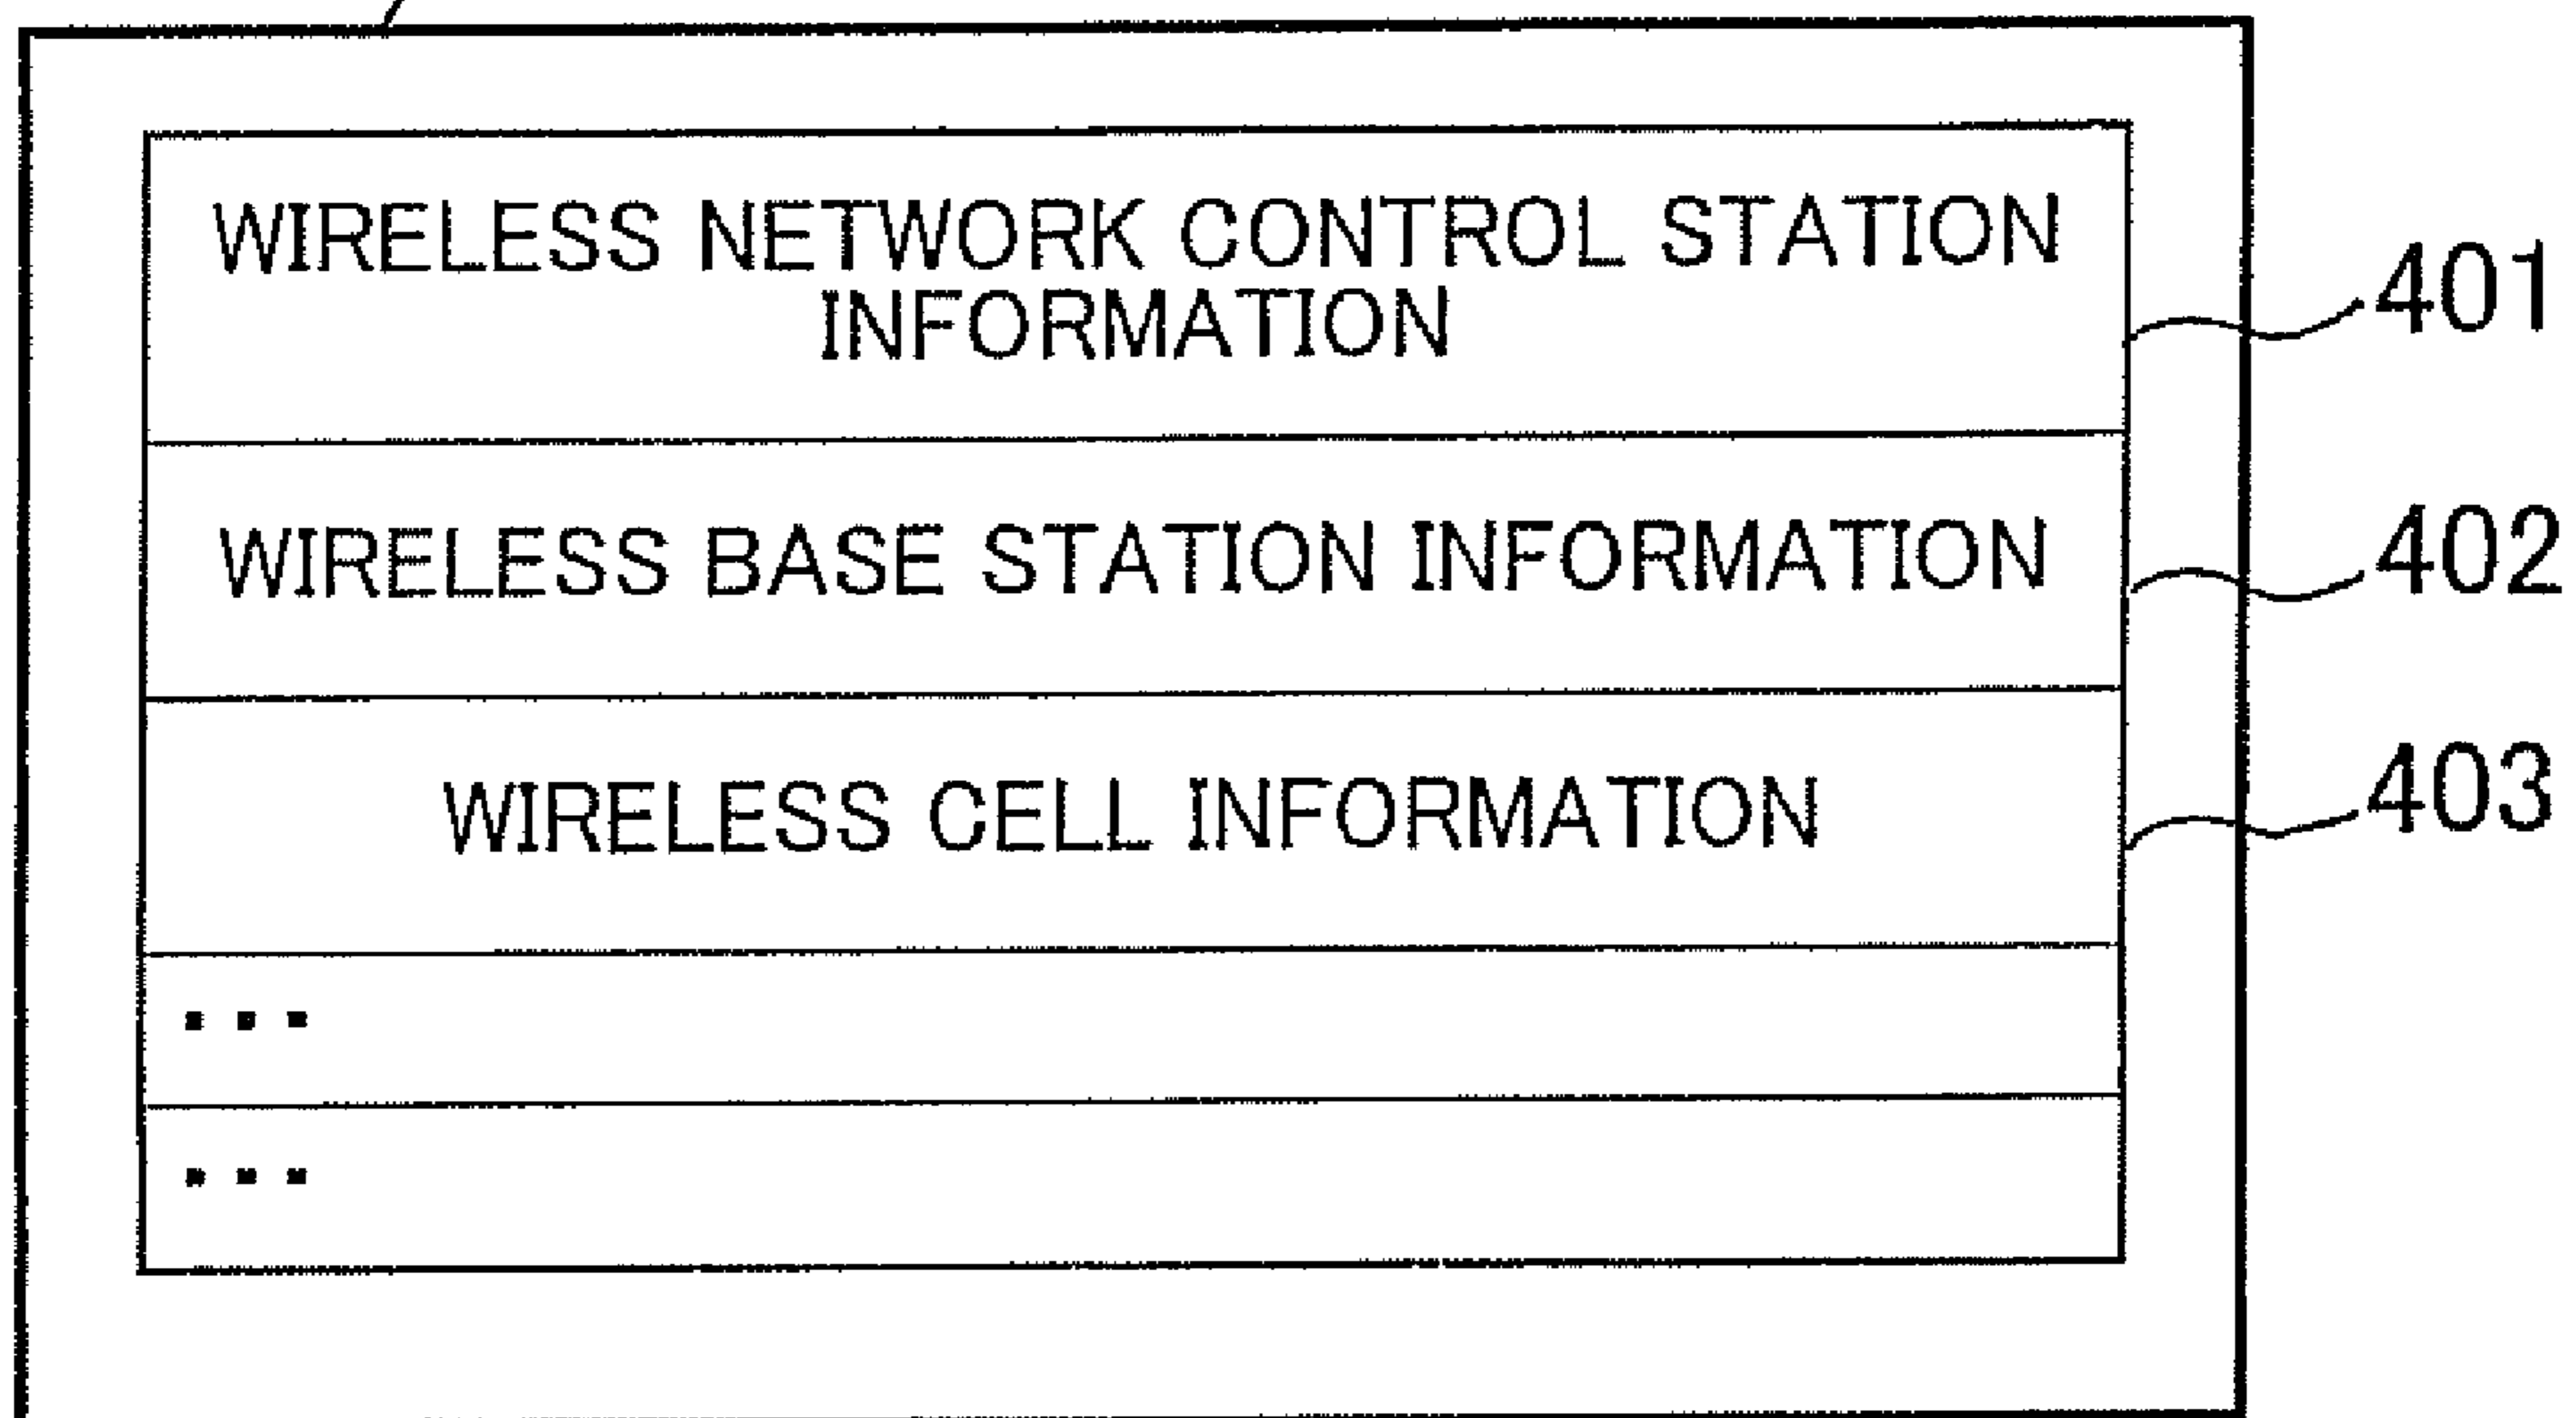 WIRELESS NETWORK CONTROL STATION
INFORMATION
401
WIRELESS BASE STATION INFORMATION
402
WIRELESS CELL INFORMATION
403
▪ ▪ ▪
▪ ▪ ▪